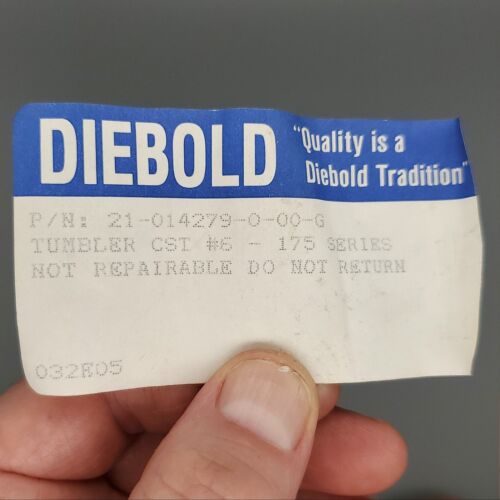 DIEBOLD
"Quality is a
Diebold Tradition"
P/N: 21-014279-0-00-G
TUMBLER CST #6 - 175 SERIES
NOT REPAIRABLE DO NOT RETURN
032E05